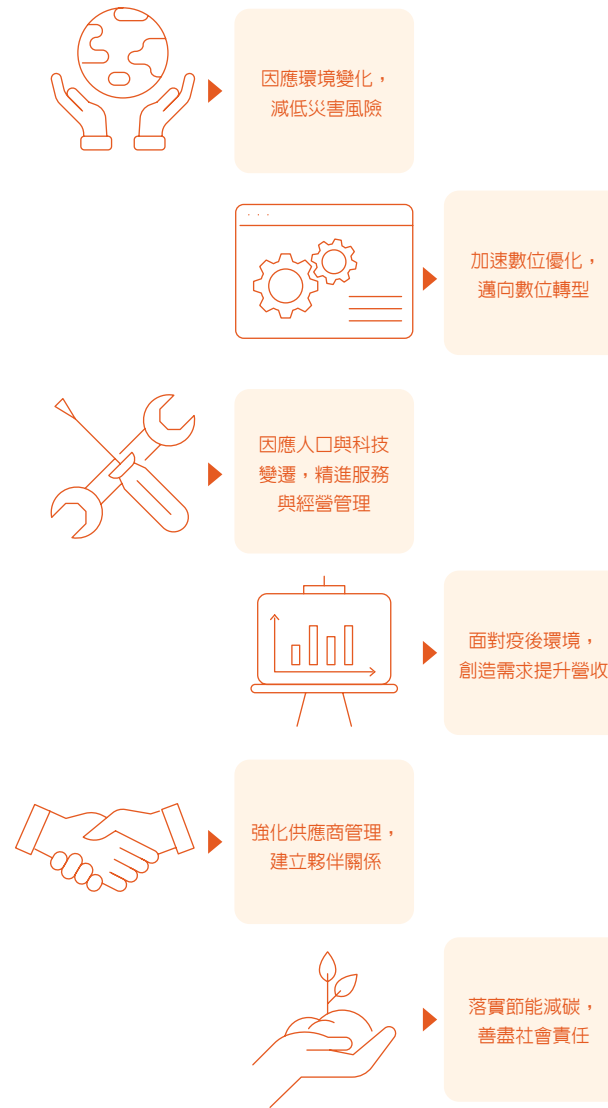 因應環境變化，
減低災害風險
加速數位優化，
邁向數位轉型
因應人口與科技
變遷，精進服務
與經營管理
面對疫後環境，
創造需求提升營收
強化供應商管理，
建立夥伴關係
落實節能減碳，
善盡社會責任